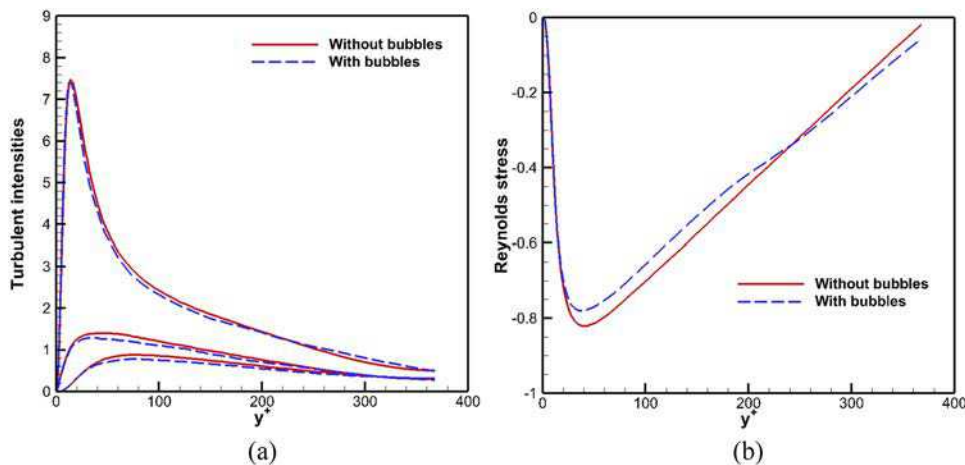 9
8
7
6
5
4
3
2
1
0
Turbulent intensities
Without bubbles
With bubbles
0 100 200 300 400
y+
(a)
0
-0.2
-0.4
-0.6
-0.8
-1
Reynolds stress
Without bubbles
With bubbles
0 100 200 300 400
y+
(b)